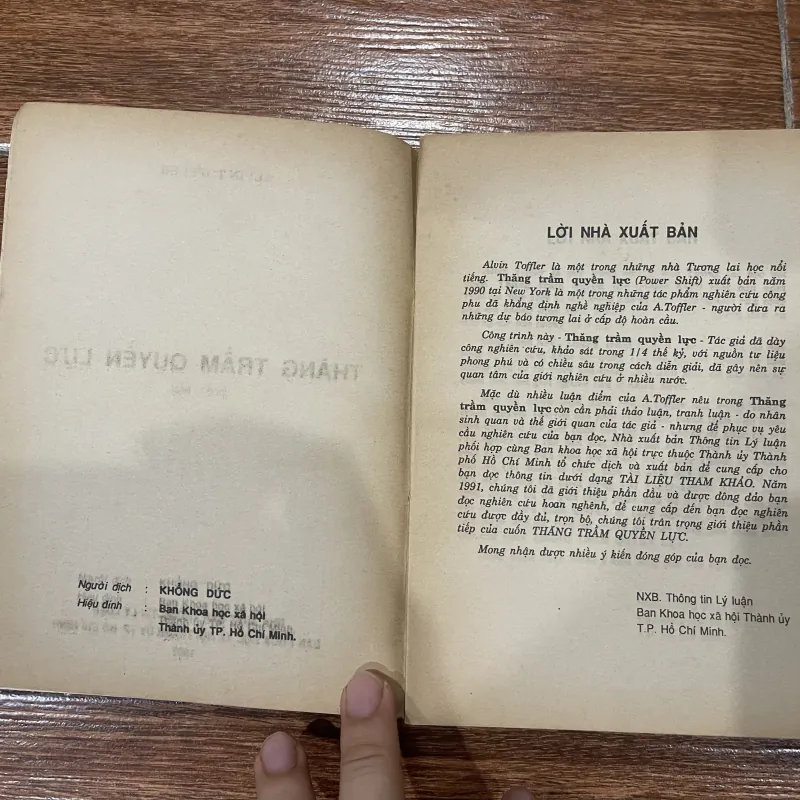 Người dịch : KHỔNG ĐỨC
Hiệu đính : Ban Khoa học xã hội
Thành ủy TP. Hồ Chí Minh.
LỜI NHÀ XUẤT BẢN
Alvin Toffler là một trong những nhà Tương lai học nổi
tiếng. Thăng trầm quyền lực (Power Shift) xuất bản năm
1990 tại New York là một trong những tác phẩm nghiên cứu công
phu đã khẳng định nghề nghiệp của A.Toffler - người đưa ra
những dự báo tương lai ở cấp độ hoàn cầu.
Công trình này - Thăng trầm quyền lực - Tác giả đã dày
công nghiên cứu, khảo sát trong 1/4 thế kỷ, với nguồn tư liệu
phong phú và có chiều sâu trong cách diễn giải, đã gây nên sự
quan tâm của giới nghiên cứu ở nhiều nước.
Mặc dù nhiều luận điểm của A.Toffler nêu trong Thăng
trầm quyền lực còn cần phải thảo luận, tranh luận - do nhân
sinh quan và thế giới quan của tác giả - nhưng để phục vụ yêu
cầu nghiên cứu của bạn đọc, Nhà xuất bản Thông tin Lý luận
phối hợp cùng Ban khoa học xã hội trực thuộc Thành ủy Thành
phố Hồ Chí Minh tổ chức dịch và xuất bản để cung cấp cho
bạn đọc thông tin dưới dạng TÀI LIỆU THAM KHẢO. Năm
1991, chúng tôi đã giới thiệu phần đầu và được đông đảo bạn
đọc nghiên cứu hoan nghênh, để cung cấp đến bạn đọc nghiên
cứu được đầy đủ, trọn bộ, chúng tôi trân trọng giới thiệu phần
tiếp của cuốn THĂNG TRẦM QUYỀN LỰC.
Mong nhận được nhiều ý kiến đóng góp của bạn đọc.
NXB. Thông tin Lý luận
Ban Khoa học xã hội Thành ủy
T.P. Hồ Chí Minh.